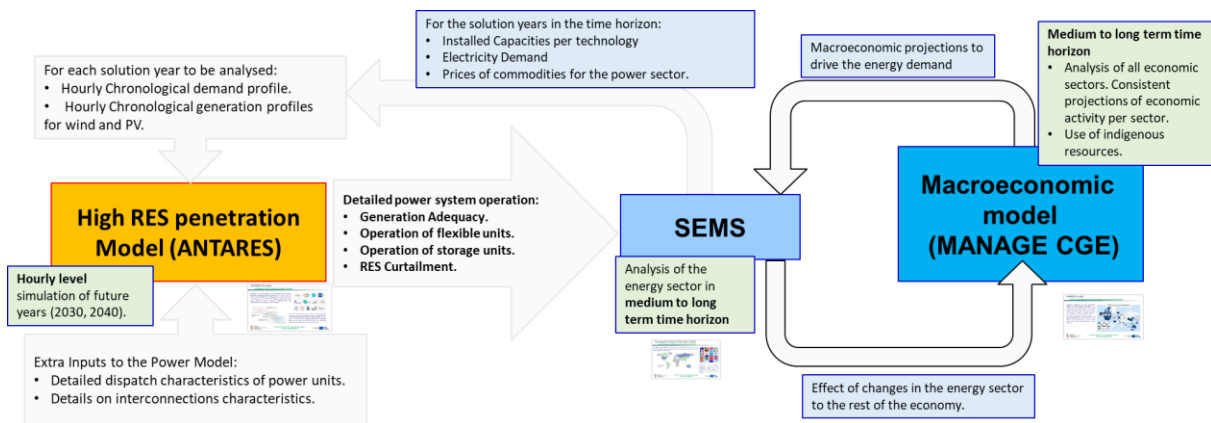 For each solution year to be analysed:
• Hourly Chronological demand profile.
• Hourly Chronological generation profiles
for wind and PV.
For the solution years in the time horizon:
• Installed Capacities per technology
• Electricity Demand
• Prices of commodities for the power sector.
Macroeconomic projections to
drive the energy demand
Medium to long term time
horizon
• Analysis of all economic
sectors. Consistent
projections of economic
activity per sector.
• Use of indigenous
resources.
High RES penetration
Model (ANTARES)
Hourly level
simulation of future
years (2030, 2040).
Detailed power system operation:
• Generation Adequacy.
• Operation of flexible units.
• Operation of storage units.
• RES Curtailment.
SEMS
Analysis of the
energy sector in
medium to long
term time horizon
Macroeconomic
model
(MANAGE CGE)
Extra Inputs to the Power Model:
• Detailed dispatch characteristics of power units.
• Details on interconnections characteristics.
Effect of changes in the energy sector
to the rest of the economy.